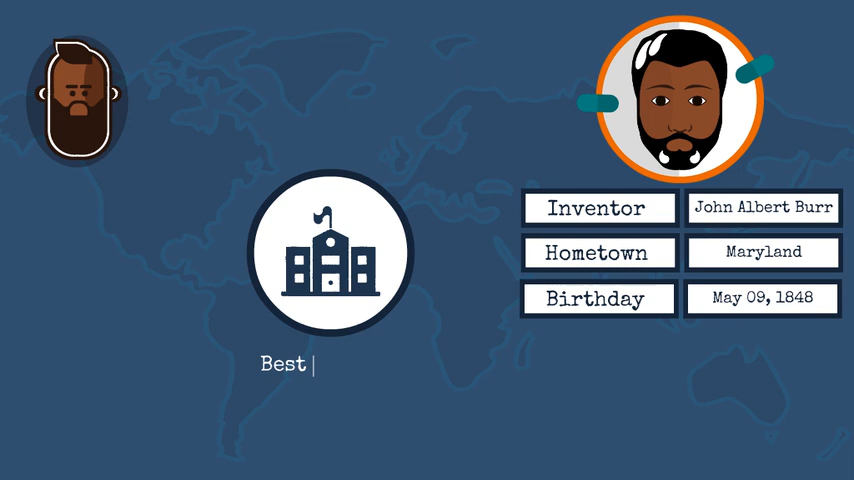 Inventor John Albert Burr
Hometown Maryland
Birthday May 09, 1848
Best